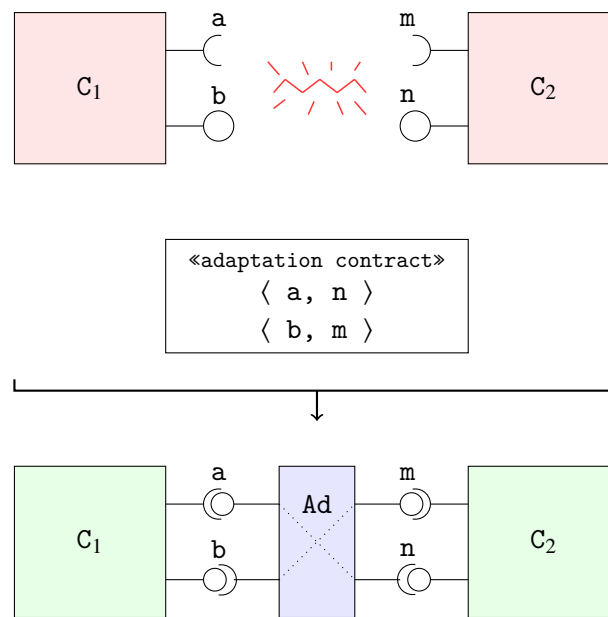 a m
C₁ C₂
b n
«adaptation contract»
⟨ a, n ⟩
⟨ b, m ⟩
a m
Ad
C₁ C₂
b n